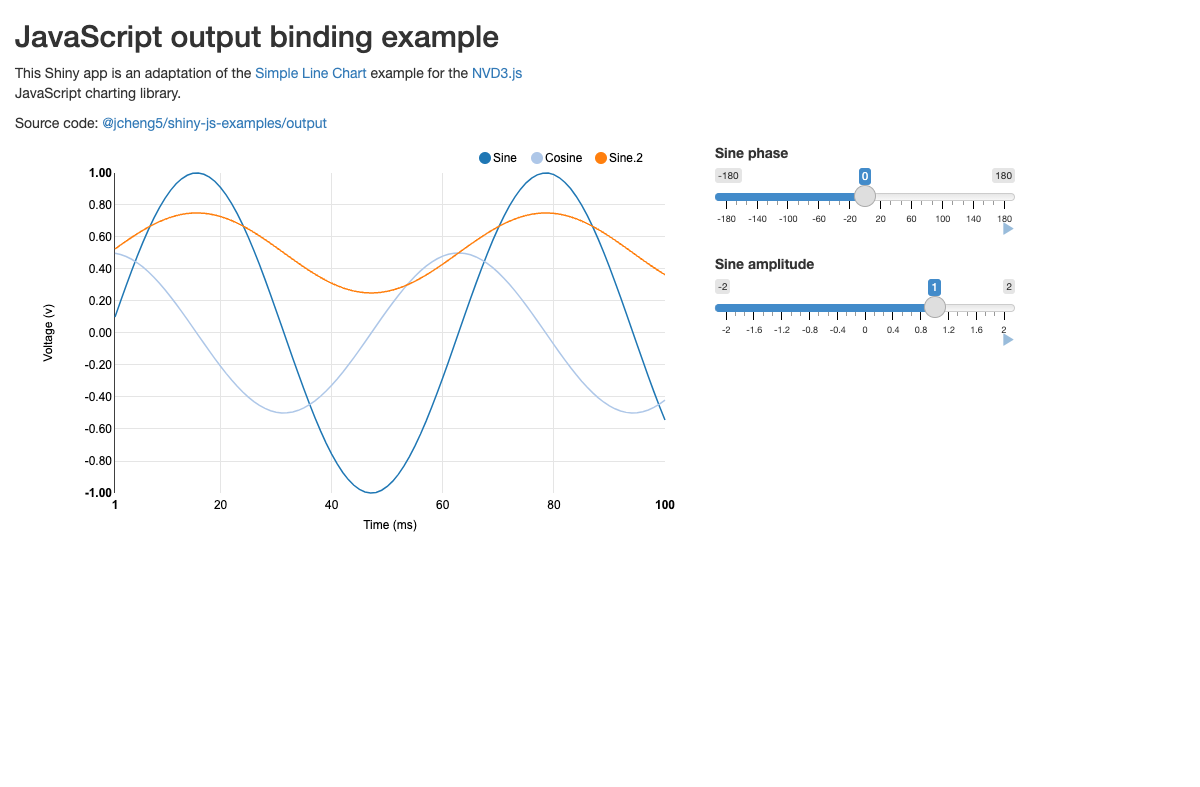 JavaScript output binding example
This Shiny app is an adaptation of the Simple Line Chart example for the NVD3.js
JavaScript charting library.
Source code: @jcheng5/shiny-js-examples/output
Sine Cosine Sine.2
1.00
0.80
0.60
0.40
0.20
0.00
-0.20
-0.40
-0.60
-0.80
-1.00
Voltage (v)
1 20 40 60 80 100
Time (ms)
Sine phase
-180 0 180
-180 -140 -100 -60 -20 20 60 100 140 180
Sine amplitude
-2 1 2
-2 -1.6 -1.2 -0.8 -0.4 0 0.4 0.8 1.2 1.6 2